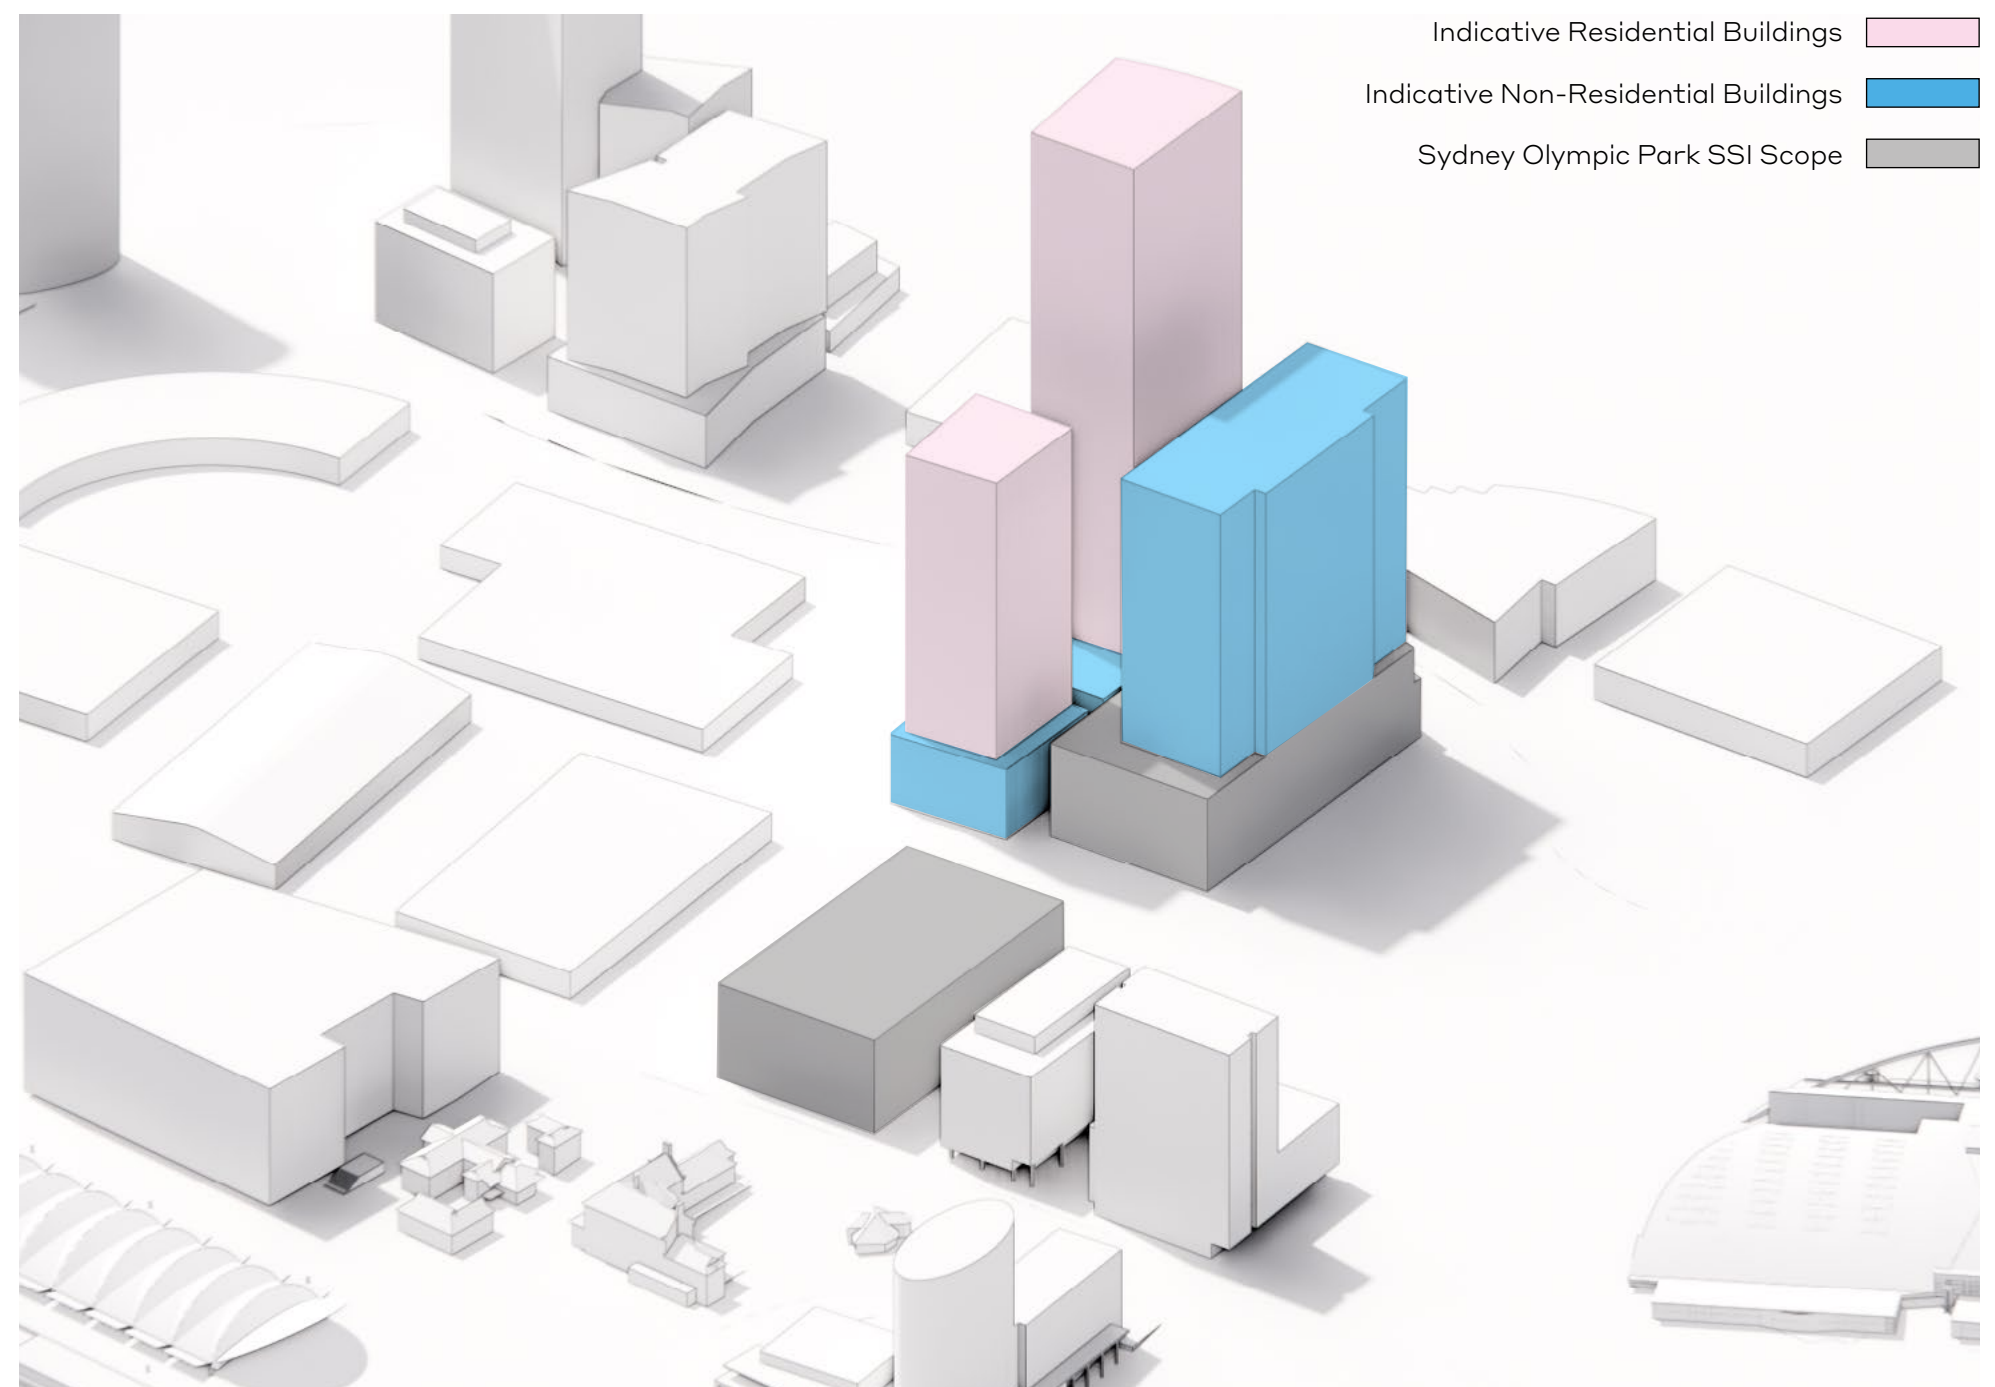 Indicative Residential Buildings
Indicative Non-Residential Buildings
Sydney Olympic Park SSI Scope